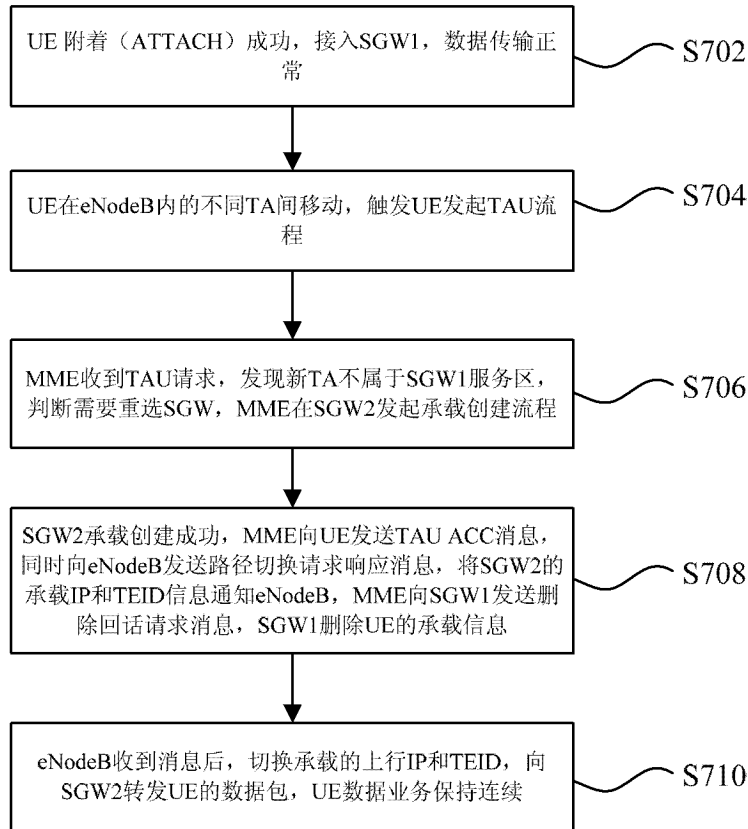 UE 附着（ATTACH）成功，接入SGW1，数据传输正
常
S702
UE在eNodeB内的不同TA间移动，触发UE发起TAU流
程
S704
MME收到TAU请求，发现新TA不属于SGW1服务区，
判断需要重选SGW，MME在SGW2发起承载创建流程
S706
SGW2承载创建成功，MME向UE发送TAU ACC消息，
同时向eNodeB发送路径切换请求响应消息，将SGW2的
承载IP和TEID信息通知eNodeB，MME向SGW1发送删
除回话请求消息，SGW1删除UE的承载信息
S708
eNodeB收到消息后，切换承载的上行IP和TEID，向
SGW2转发UE的数据包，UE数据业务保持连续
S710